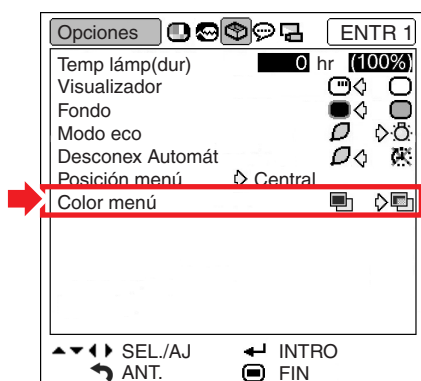 Opciones ENTR 1
Temp lámp(dur) 0 hr (100%)
Visualizador
Fondo
Modo eco
Desconex Automát
Posición menú Central
Color menú
SEL./AJ INTRO
ANT. FIN